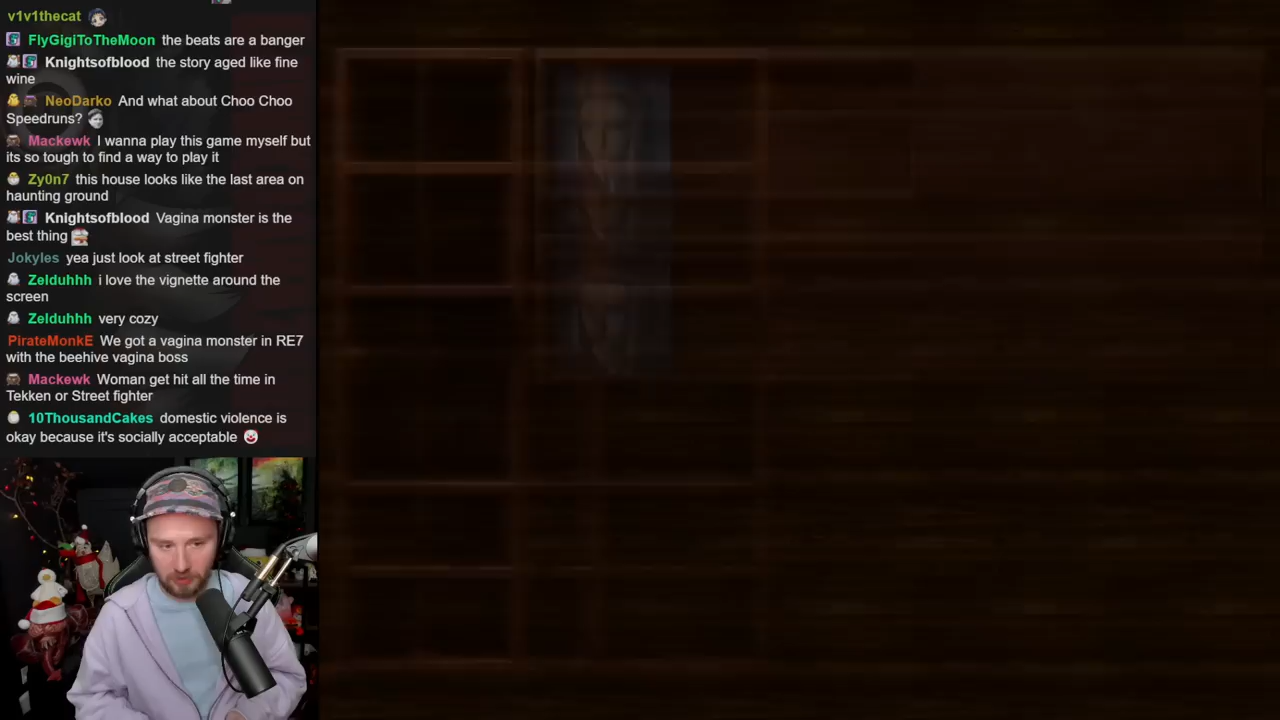 v1v1thecat
FlyGigiToTheMoon the beats are a banger
Knightsofblood the story aged like fine
wine
NeoDarko And what about Choo Choo
Speedruns?
Mackewk I wanna play this game myself but
its so tough to find a way to play it
Zy0n7 this house looks like the last area on
haunting ground
Knightsofblood Vagina monster is the
best thing
Jokyles yea just look at street fighter
Zelduhhh i love the vignette around the
screen
Zelduhhh very cozy
PirateMonkE We got a vagina monster in RE7
with the beehive vagina boss
Mackewk Woman get hit all the time in
Tekken or Street fighter
10ThousandCakes domestic violence is
okay because it's socially acceptable